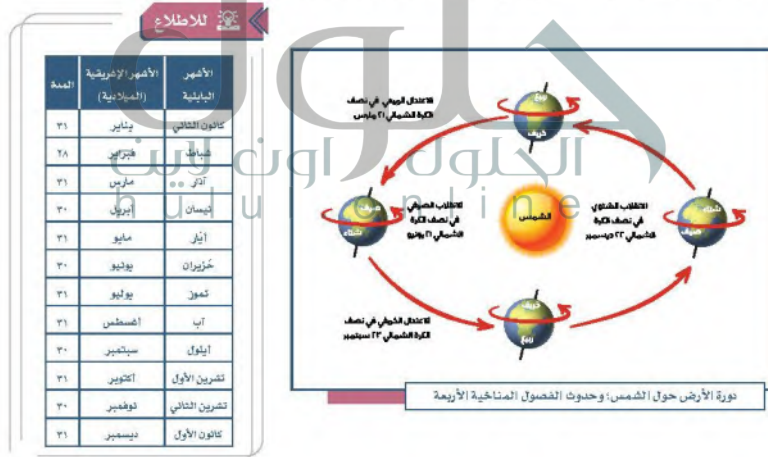 للاطلاع
الأشهر البابلية
الأشهر الإفريقية (الميلادية)
المدة
كانون الثاني يناير ٣١
شباط فبراير ٢٨
آذار مارس ٣١
نيسان إبريل ٣٠
أيّار مايو ٣١
حُزيران يونيو ٣٠
تموز يوليو ٣١
آب أغسطس ٣١
أيلول سبتمبر ٣٠
تشرين الأول أكتوبر ٣١
تشرين الثاني نوفمبر ٣٠
كانون الأول ديسمبر ٣١
الاعتدال الربيعي في نصف
الكرة الشمالي ٢١ مارس
ربيع
خريف
الانقلاب الصيفي
في نصف الكرة
الشمالي ٢١ يونيو
صيف
شتاء
الشمس
الانقلاب الشتوي
في نصف الكرة
الشمالي ٢٢ ديسمبر
شتاء
صيف
الاعتدال الخريفي في نصف
الكرة الشمالي ٢٣ سبتمبر
خريف
ربيع
دورة الأرض حول الشمس؛ وحدوث الفصول المناخية الأربعة
حلول
الحلول اون لاين
hulul online